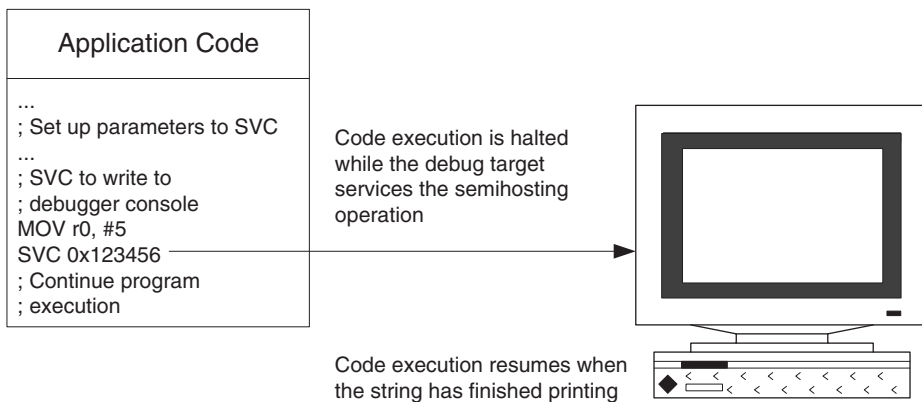 Application Code
...
; Set up parameters to SVC
...
; SVC to write to
; debugger console
MOV r0, #5
SVC 0x123456
; Continue program
; execution
Code execution is halted
while the debug target
services the semihosting
operation
Code execution resumes when
the string has finished printing